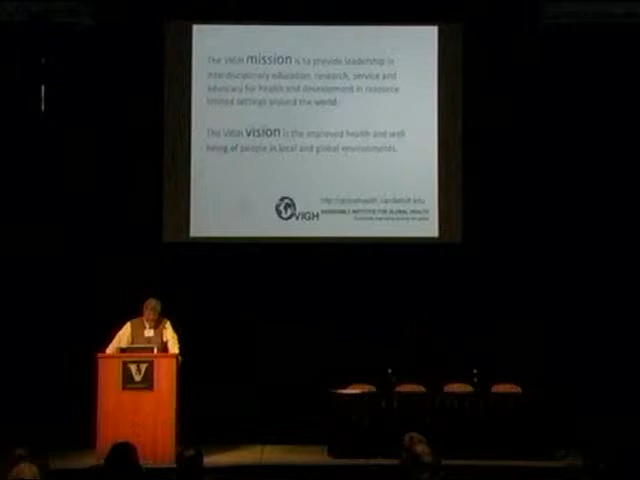 The VIGH mission is to provide leadership in
interdisciplinary education, research, service and
advocacy for health and development in resource
limited settings around the world.
The VIGH vision is the improved health and well
being of people in local and global environments.
http://globalhealth.vanderbilt.edu
VIGH VANDERBILT INSTITUTE FOR GLOBAL HEALTH
V